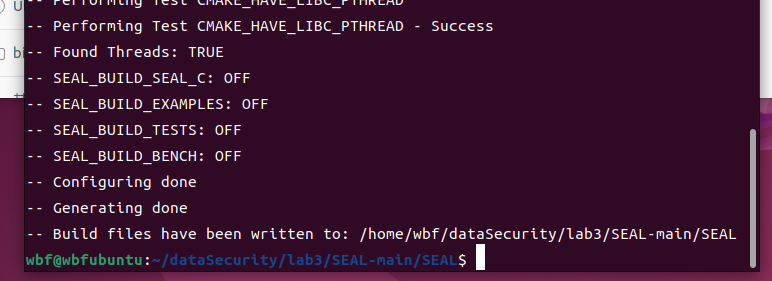 -- Performing Test CMAKE_HAVE_LIBC_PTHREAD
-- Performing Test CMAKE_HAVE_LIBC_PTHREAD - Success
-- Found Threads: TRUE
-- SEAL_BUILD_SEAL_C: OFF
-- SEAL_BUILD_EXAMPLES: OFF
-- SEAL_BUILD_TESTS: OFF
-- SEAL_BUILD_BENCH: OFF
-- Configuring done
-- Generating done
-- Build files have been written to: /home/wbf/dataSecurity/lab3/SEAL-main/SEAL
wbf@wbfubuntu:~/dataSecurity/lab3/SEAL-main/SEAL$